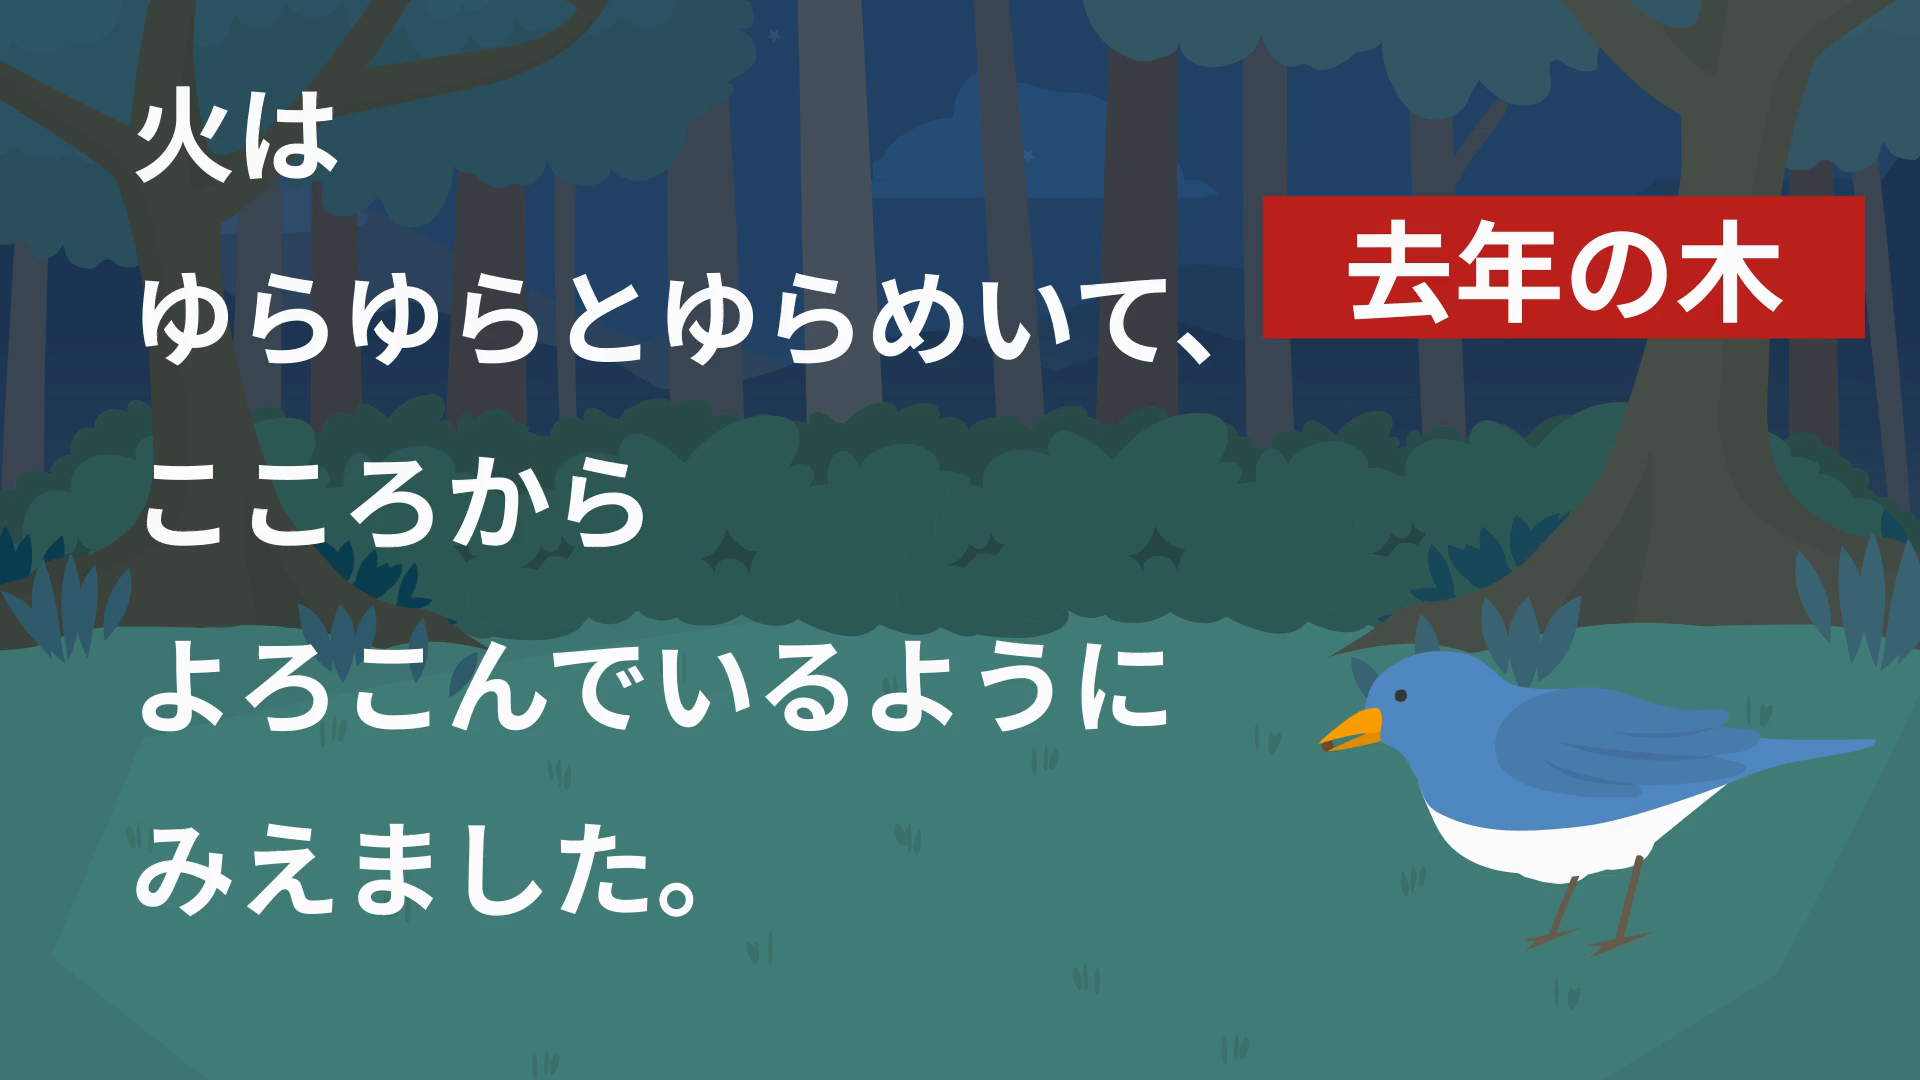 火は
ゆらゆらとゆらめいて、
こころから
よろこんでいるように
みえました。
去年の木